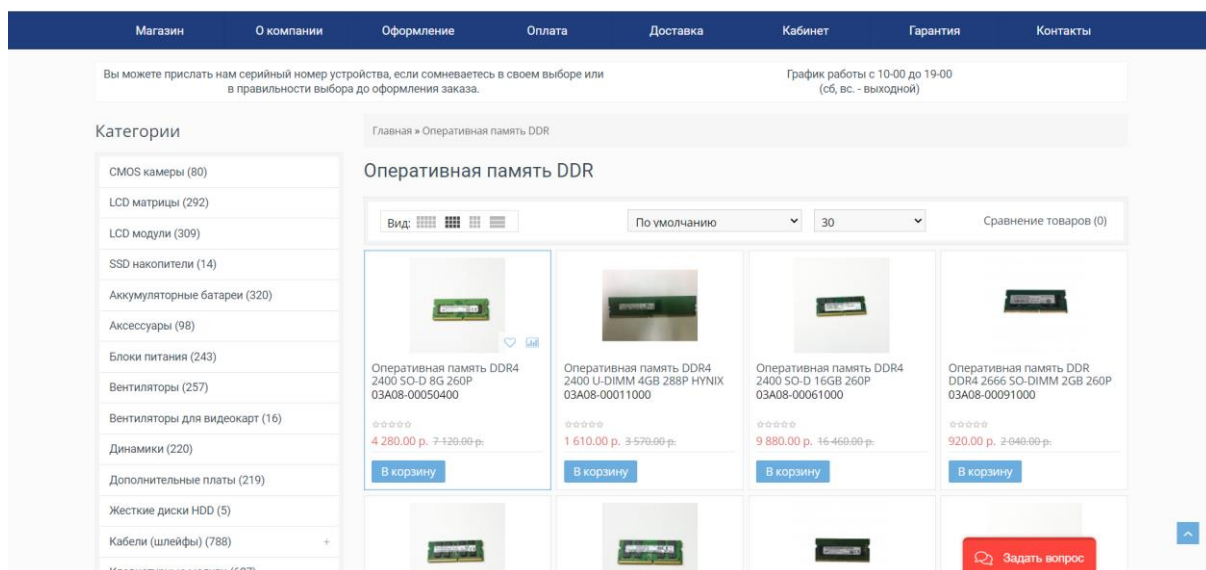 Магазин О компании Оформление Оплата Доставка Кабинет Гарантия Контакты
Вы можете прислать нам серийный номер устройства, если сомневаетесь в своем выборе или
в правильности выбора до оформления заказа.
График работы с 10-00 до 19-00
(сб, вс. - выходной)
Категории
CMOS камеры (80)
LCD матрицы (292)
LCD модули (309)
SSD накопители (14)
Аккумуляторные батареи (320)
Аксессуары (98)
Блоки питания (243)
Вентиляторы (257)
Вентиляторы для видеокарт (16)
Динамики (220)
Дополнительные платы (219)
Жесткие диски HDD (5)
Кабели (шлейфы) (788) +
Главная » Оперативная память DDR
Оперативная память DDR
Вид:
По умолчанию
30
Сравнение товаров (0)
Оперативная память DDR4
2400 SO-D 8G 260P
03A08-00050400
4 280.00 р. 7 120.00 р.
В корзину
Оперативная память DDR4
2400 U-DIMM 4GB 288P HYNIX
03A08-00011000
1 610.00 р. 3 570.00 р.
В корзину
Оперативная память DDR4
2400 SO-D 16GB 260P
03A08-00061000
9 880.00 р. 16 460.00 р.
В корзину
Оперативная память DDR
DDR4 2666 SO-DIMM 2GB 260P
03A08-00091000
920.00 р. 2 040.00 р.
В корзину
Задать вопрос